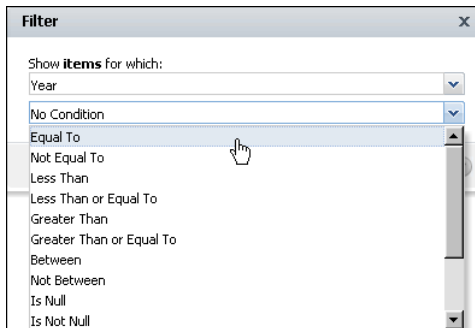 Filter
Show items for which:
Year
No Condition
Equal To
Not Equal To
Less Than
Less Than or Equal To
Greater Than
Greater Than or Equal To
Between
Not Between
Is Null
Is Not Null